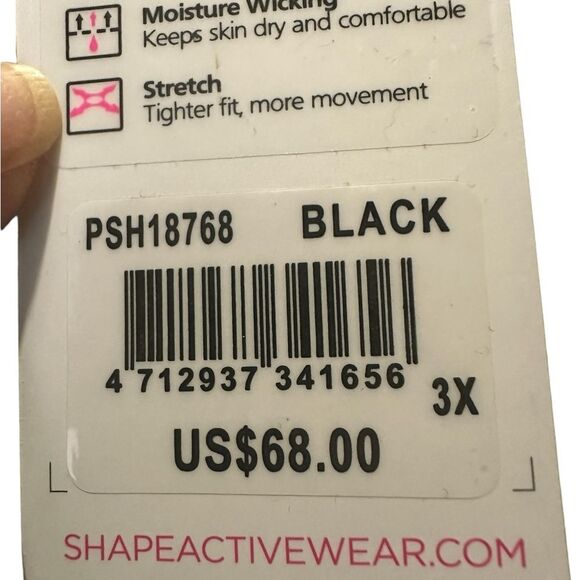 Moisture Wicking
Keeps skin dry and comfortable
Stretch
Tighter fit, more movement
PSH18768 BLACK
4 712937 341656
3X
US$68.00
SHAPEACTIVEWEAR.COM